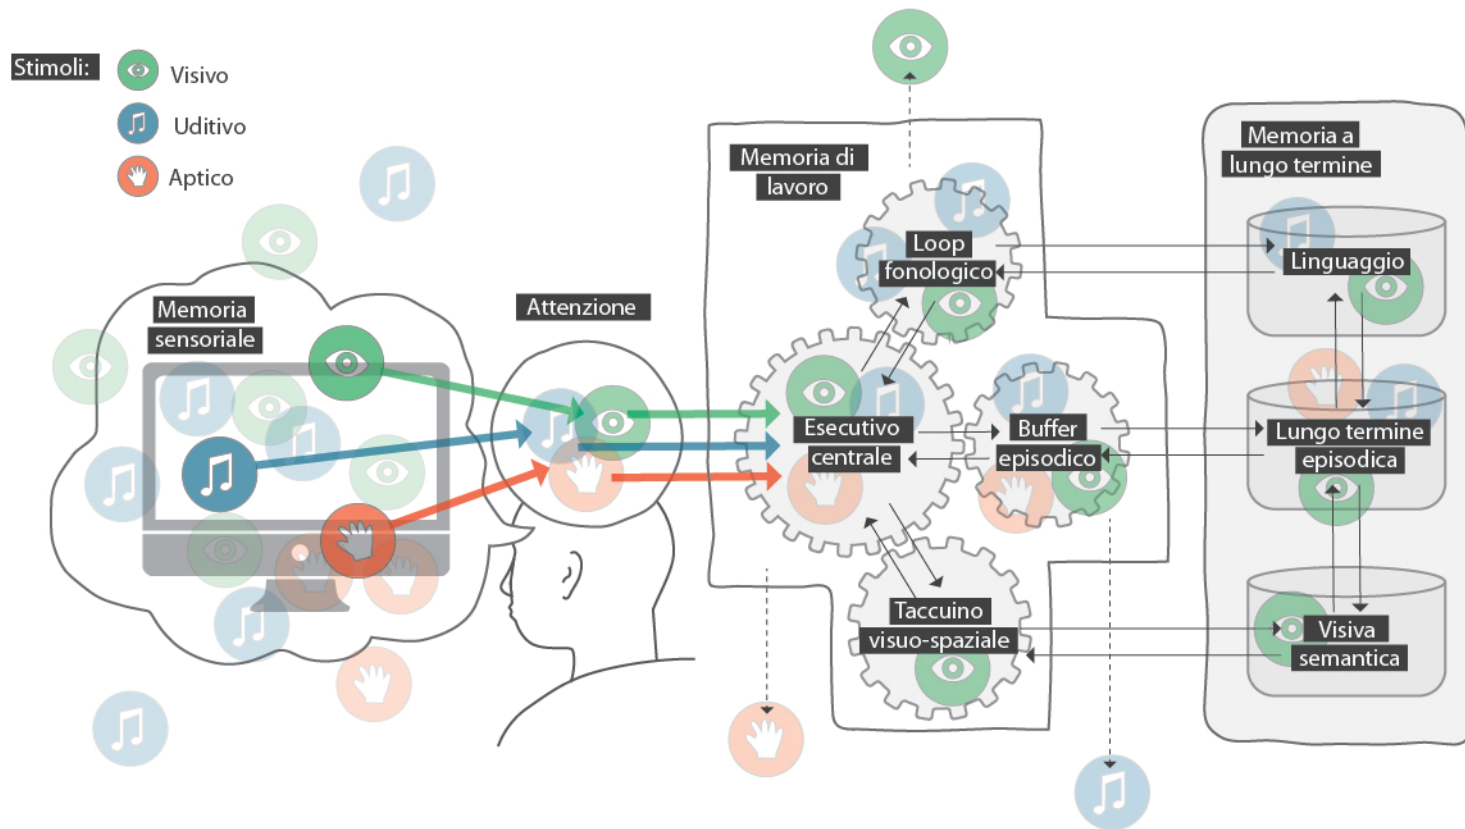 Stimoli:
Visivo
Uditivo
Aptico
Memoria
sensoriale
Attenzione
Memoria di
lavoro
Loop
fonologico
Esecutivo
centrale
Buffer
episodico
Taccuino
visuo-spaziale
Memoria a
lungo termine
Linguaggio
Lungo termine
episodica
Visiva
semantica